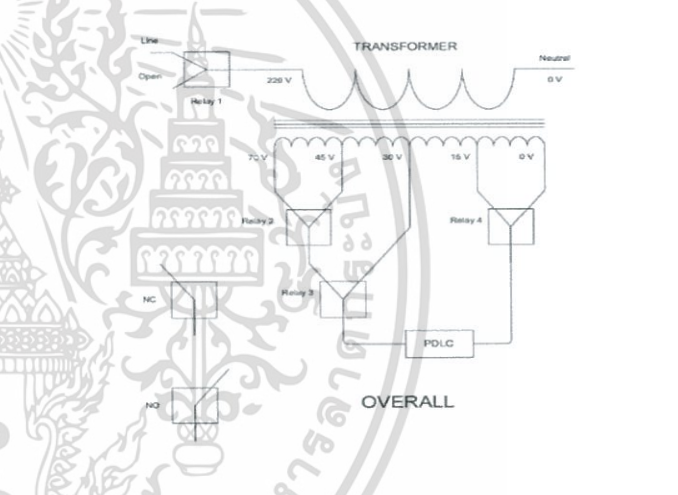 Line
TRANSFORMER
Neutral
Open
220 V
0 V
Relay 1
45 V
30 V
15 V
0 V
Relay 2
Relay 4
Relay 3
NC
PDLC
NO
OVERALL